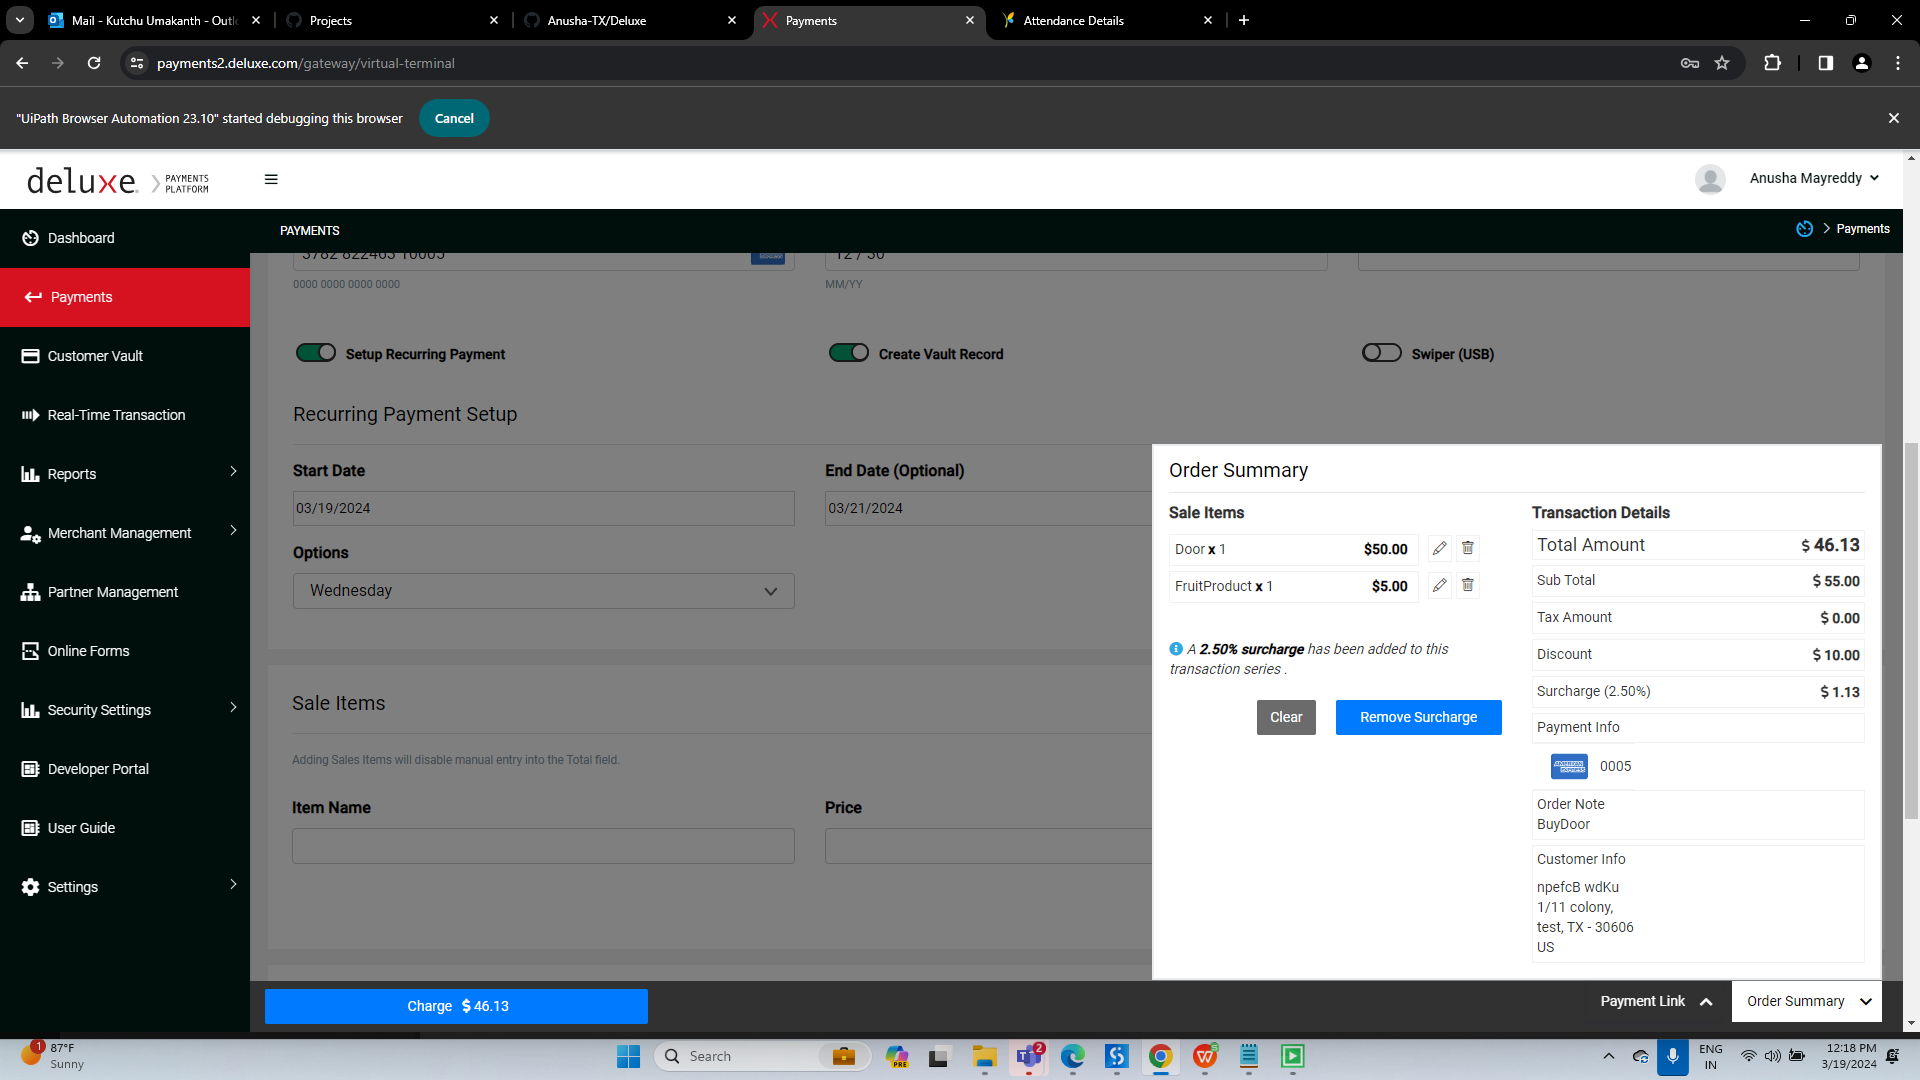 Mail - Kutchu Umakanth - Outl
Projects
Anusha-TX/Deluxe
Payments
Attendance Details
payments2.deluxe.com/gateway/virtual-terminal
"UiPath Browser Automation 23.10" started debugging this browser
Cancel
deluxe. PAYMENTS
PLATFORM
Anusha Mayreddy
Dashboard
Payments
Customer Vault
Real-Time Transaction
Reports
Merchant Management
Partner Management
Online Forms
Security Settings
Developer Portal
User Guide
Settings
PAYMENTS
Payments
3782 822463 10005
12 / 30
0000 0000 0000 0000
MM/YY
Setup Recurring Payment
Create Vault Record
Swiper (USB)
Recurring Payment Setup
Start Date
End Date (Optional)
03/19/2024
03/21/2024
Options
Wednesday
Sale Items
Adding Sales Items will disable manual entry into the Total field.
Item Name
Price
Order Summary
Sale Items
Door x 1 $50.00
FruitProduct x 1 $5.00
A 2.50% surcharge has been added to this
transaction series .
Clear
Remove Surcharge
Transaction Details
Total Amount $ 46.13
Sub Total $ 55.00
Tax Amount $ 0.00
Discount $ 10.00
Surcharge (2.50%) $ 1.13
Payment Info
AMERICAN
EXPRESS
0005
Order Note
BuyDoor
Customer Info
npefcB wdKu
1/11 colony,
test, TX - 30606
US
Charge $ 46.13
Payment Link
Order Summary
1
87°F
Sunny
Search
PRE
2
ENG
IN
12:18 PM
3/19/2024